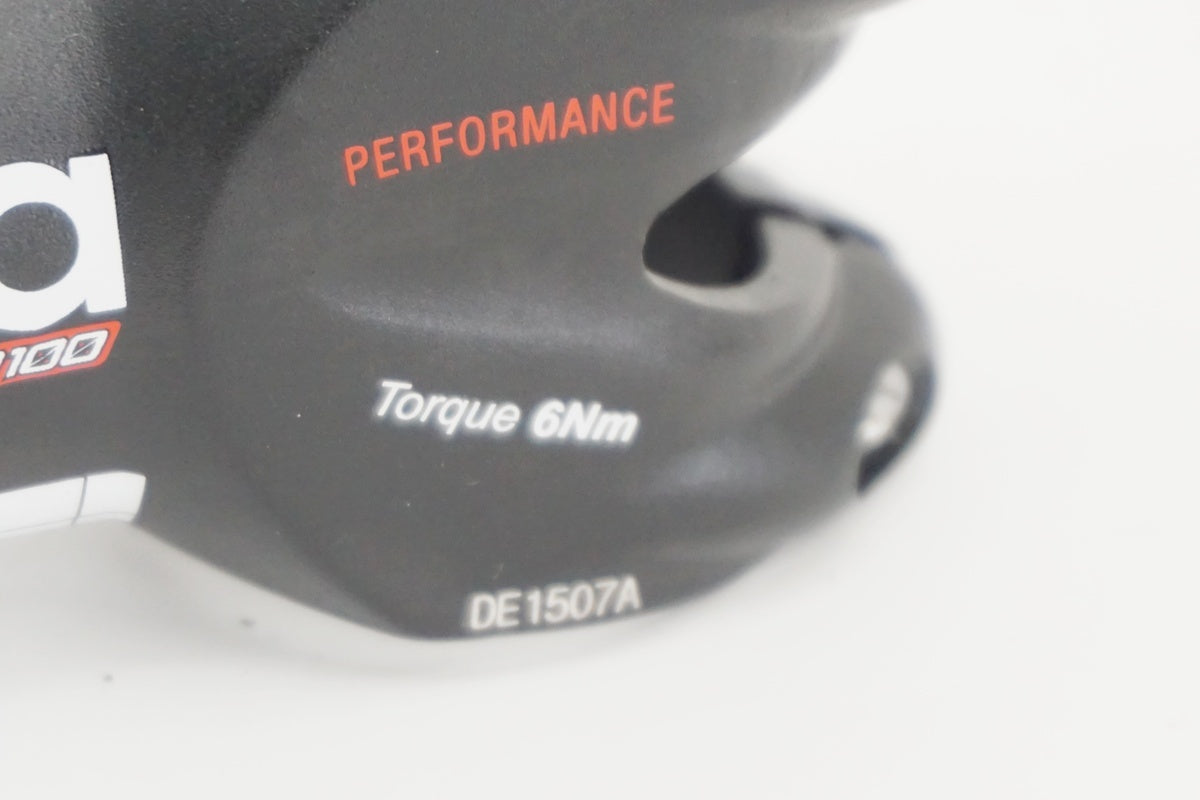 PERFORMANCE
a
100
Torque 6Nm
DE1507A